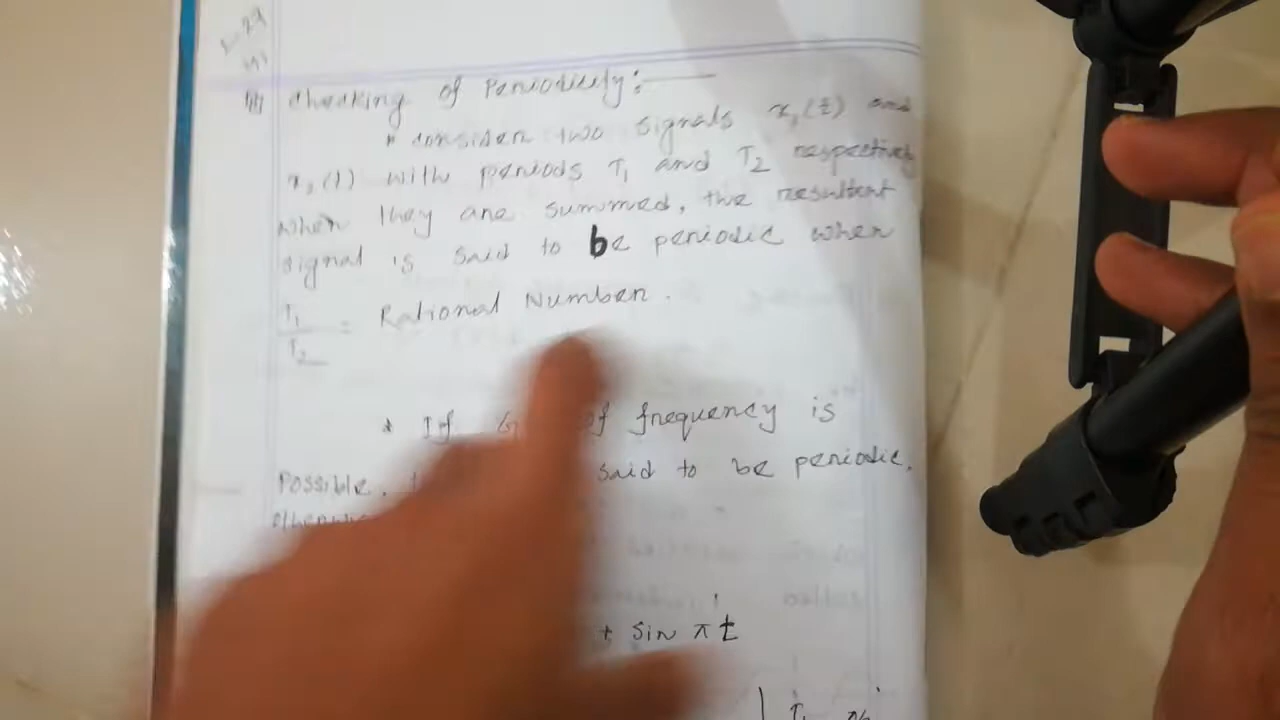 Checking of Periodicity:
* consider two signals x₁(t) and
x₂(t) with periods T₁ and T₂ respectively
when they are summed, the resultant
signal is said to be periodic when
T₁/T₂ = Rational Number.
* If of frequency is
Possible. said to be periodic.
+ sin πt
T₁